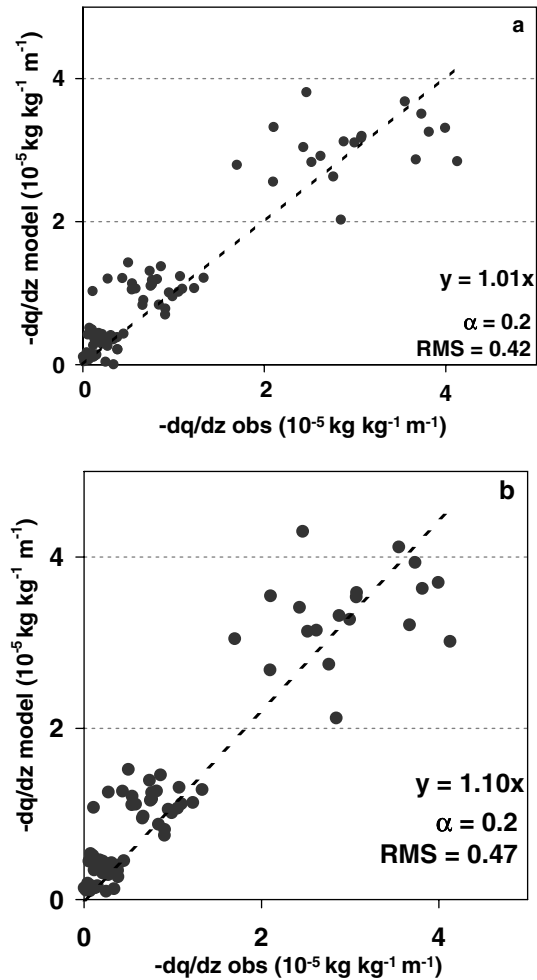 a
-dq/dz model (10⁻⁵ kg kg⁻¹ m⁻¹)
4
2
0
y = 1.01x
α = 0.2
RMS = 0.42
0 2 4
-dq/dz obs (10⁻⁵ kg kg⁻¹ m⁻¹)
b
-dq/dz model (10⁻⁵ kg kg⁻¹ m⁻¹)
4
2
0
y = 1.10x
α = 0.2
RMS = 0.47
0 2 4
-dq/dz obs (10⁻⁵ kg kg⁻¹ m⁻¹)